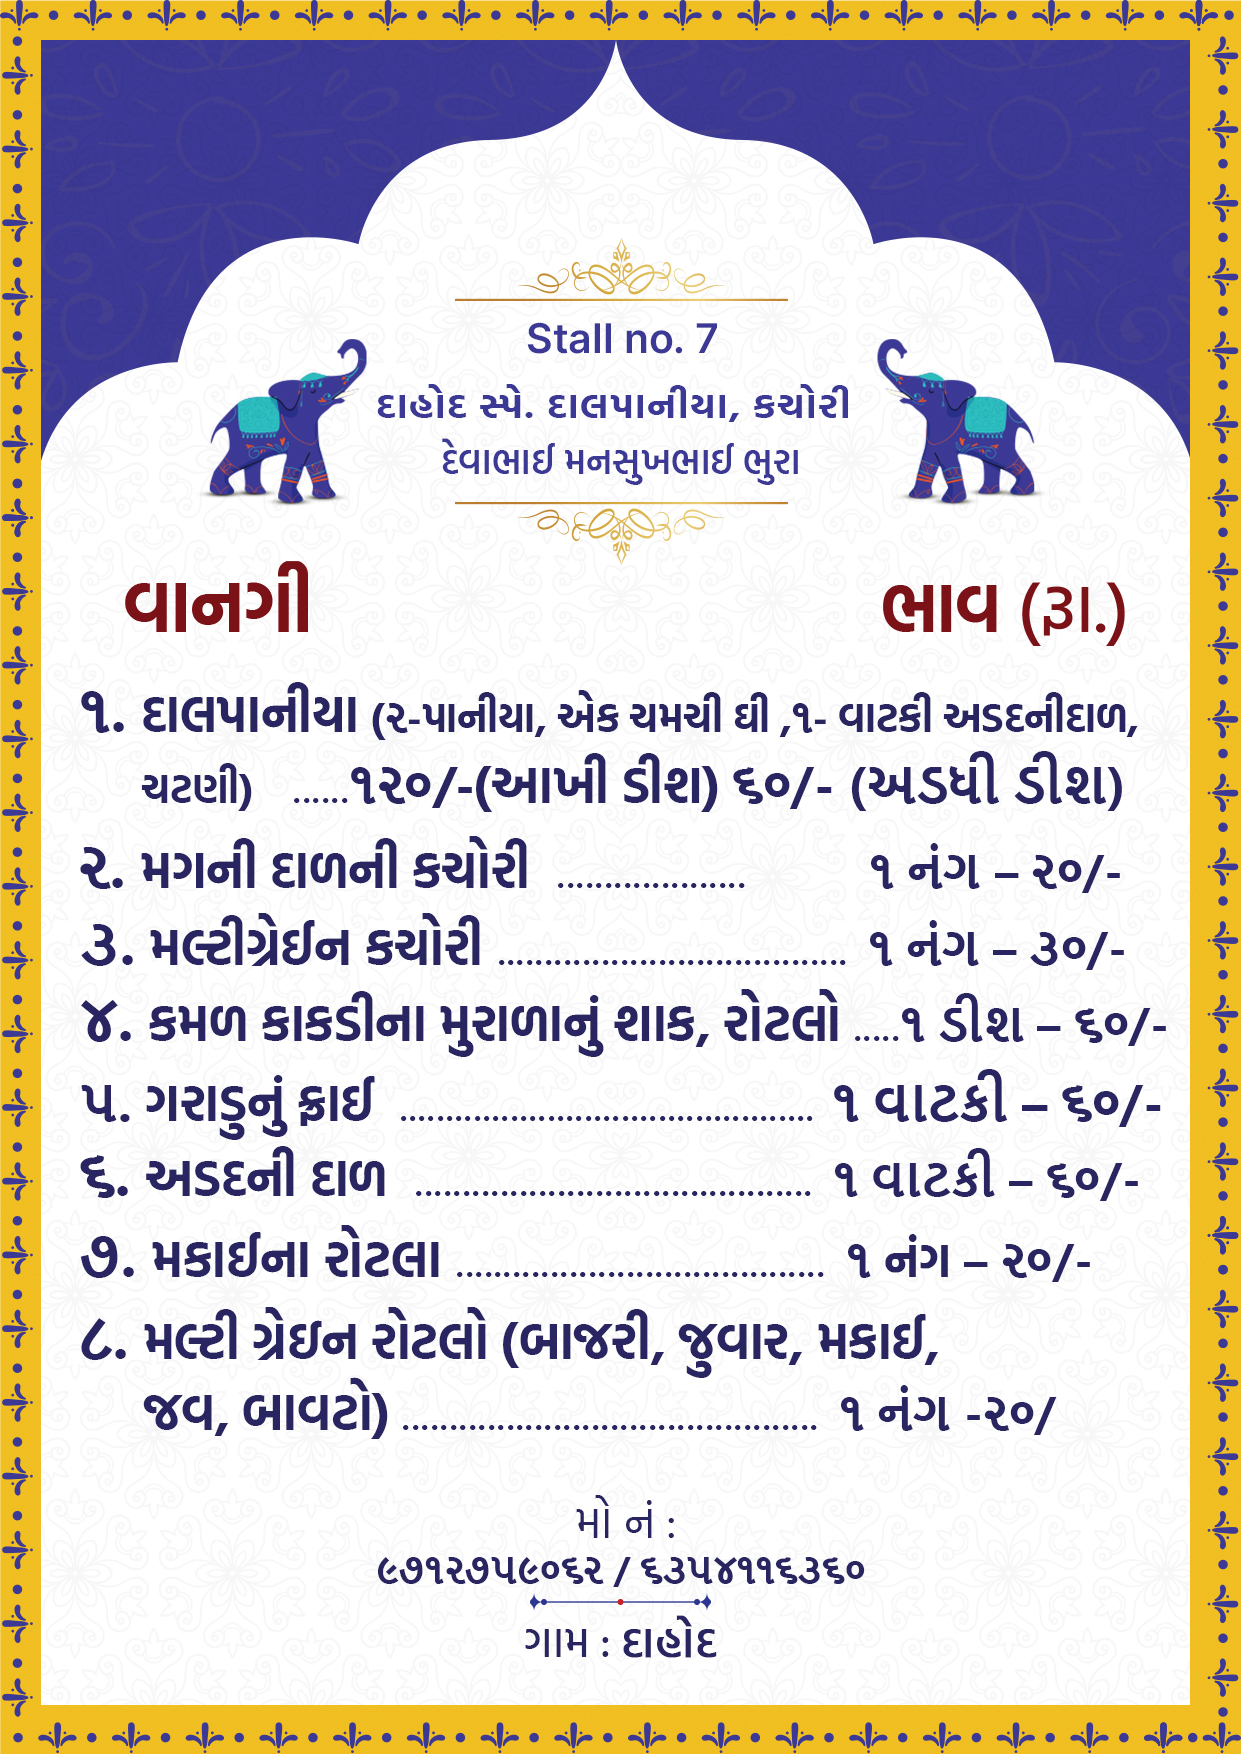 Stall no. 7
દાહોદ સ્પે. દાલપાનીયા, કચોરી
દેવાભાઈ મનસુખભાઈ ભુરા
વાનગી ભાવ (રૂા.)
૧. દાલપાનીયા (૨-પાનીયા, એક ચમચી ઘી ,૧- વાટકી અડદનીદાળ,
ચટણી) ......૧૨૦/-(આખી ડીશ) ૬૦/- (અડધી ડીશ)
૨. મગની દાળની કચોરી .................... ૧ નંગ – ૨૦/-
૩. મલ્ટીગ્રેઈન કચોરી ..................................... ૧ નંગ – ૩૦/-
૪. કમળ કાકડીના મુરાળાનું શાક, રોટલો .....૧ ડીશ – ૬૦/-
૫. ગરાડુનું ફ્રાઈ ............................................ ૧ વાટકી – ૬૦/-
૬. અડદની દાળ .......................................... ૧ વાટકી – ૬૦/-
૭. મકાઈના રોટલા ....................................... ૧ નંગ – ૨૦/-
૮. મલ્ટી ગ્રેઇન રોટલો (બાજરી, જુવાર, મકાઈ,
જવ, બાવટો) ............................................ ૧ નંગ -૨૦/
મો નં :
૯૭૧૨૭૫૯૦૬૨ / ૬૩૫૪૧૧૬૩૬૦
ગામ : દાહોદ